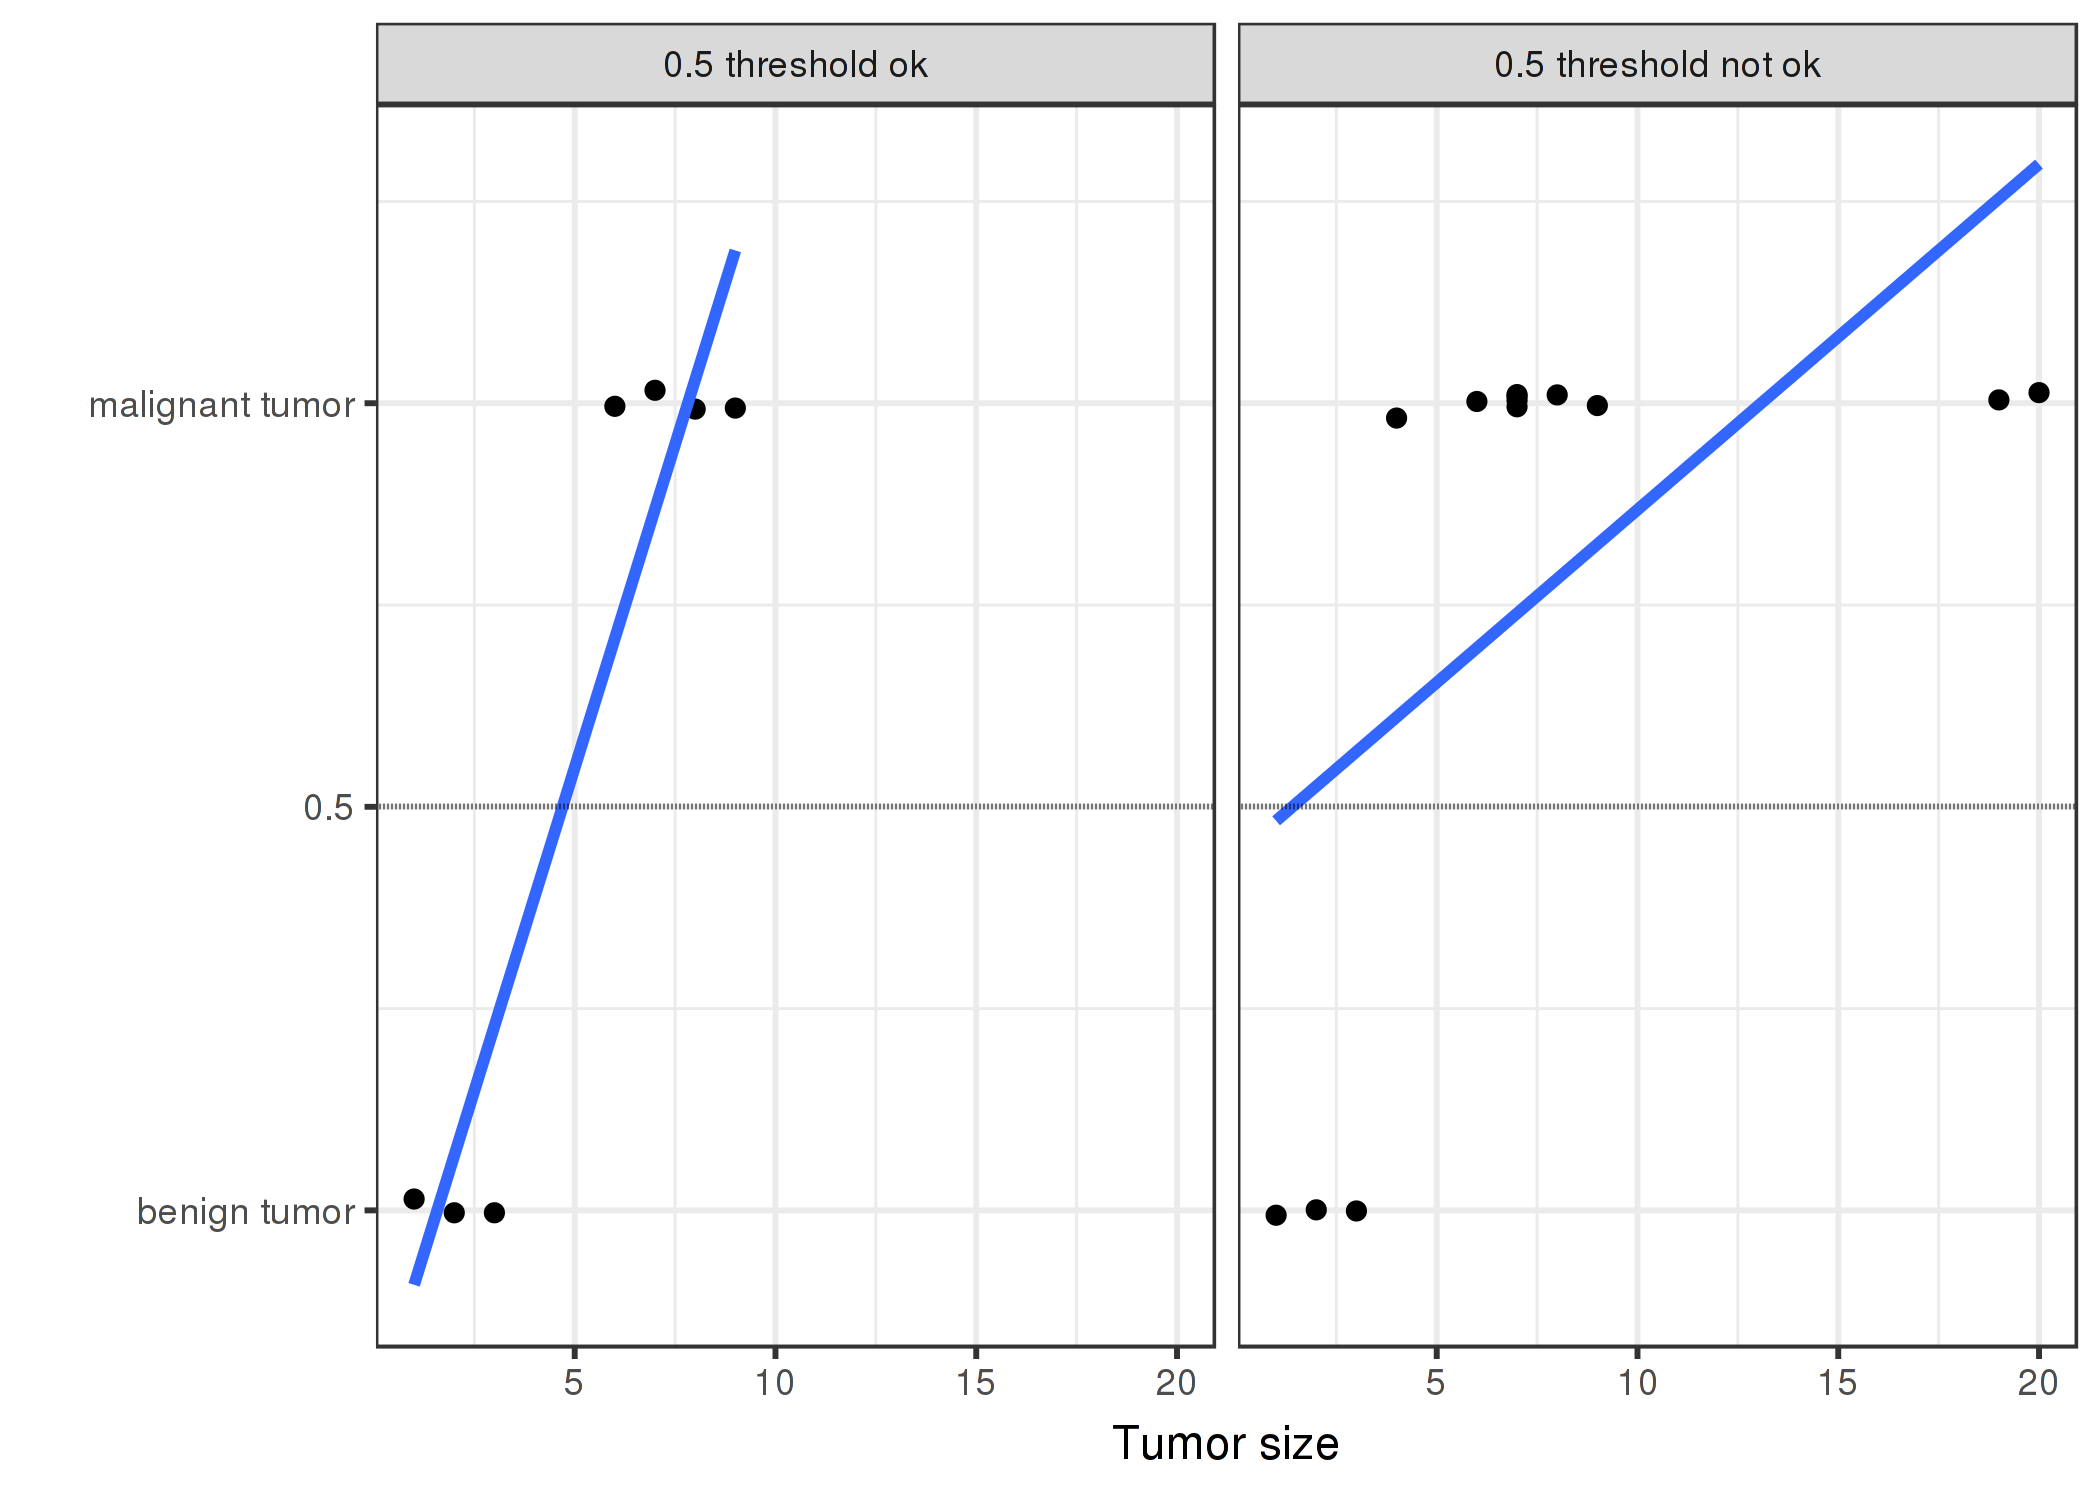 0.5 threshold ok
0.5 threshold not ok
malignant tumor
0.5
benign tumor
5 10 15 20
5 10 15 20
Tumor size